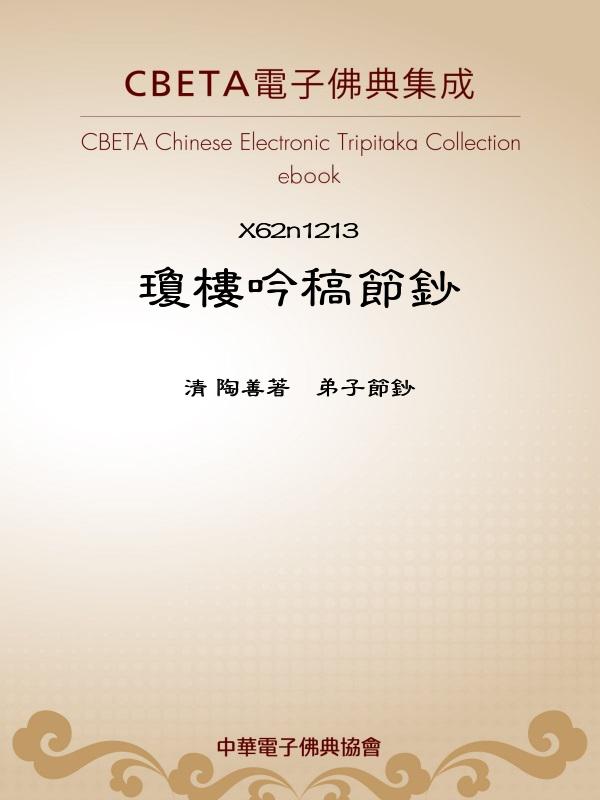 CBETA電子佛典集成
CBETA Chinese Electronic Tripitaka Collection
ebook
X62n1213
瓊樓吟稿節鈔
清 陶善著　弟子節鈔
中華電子佛典協會